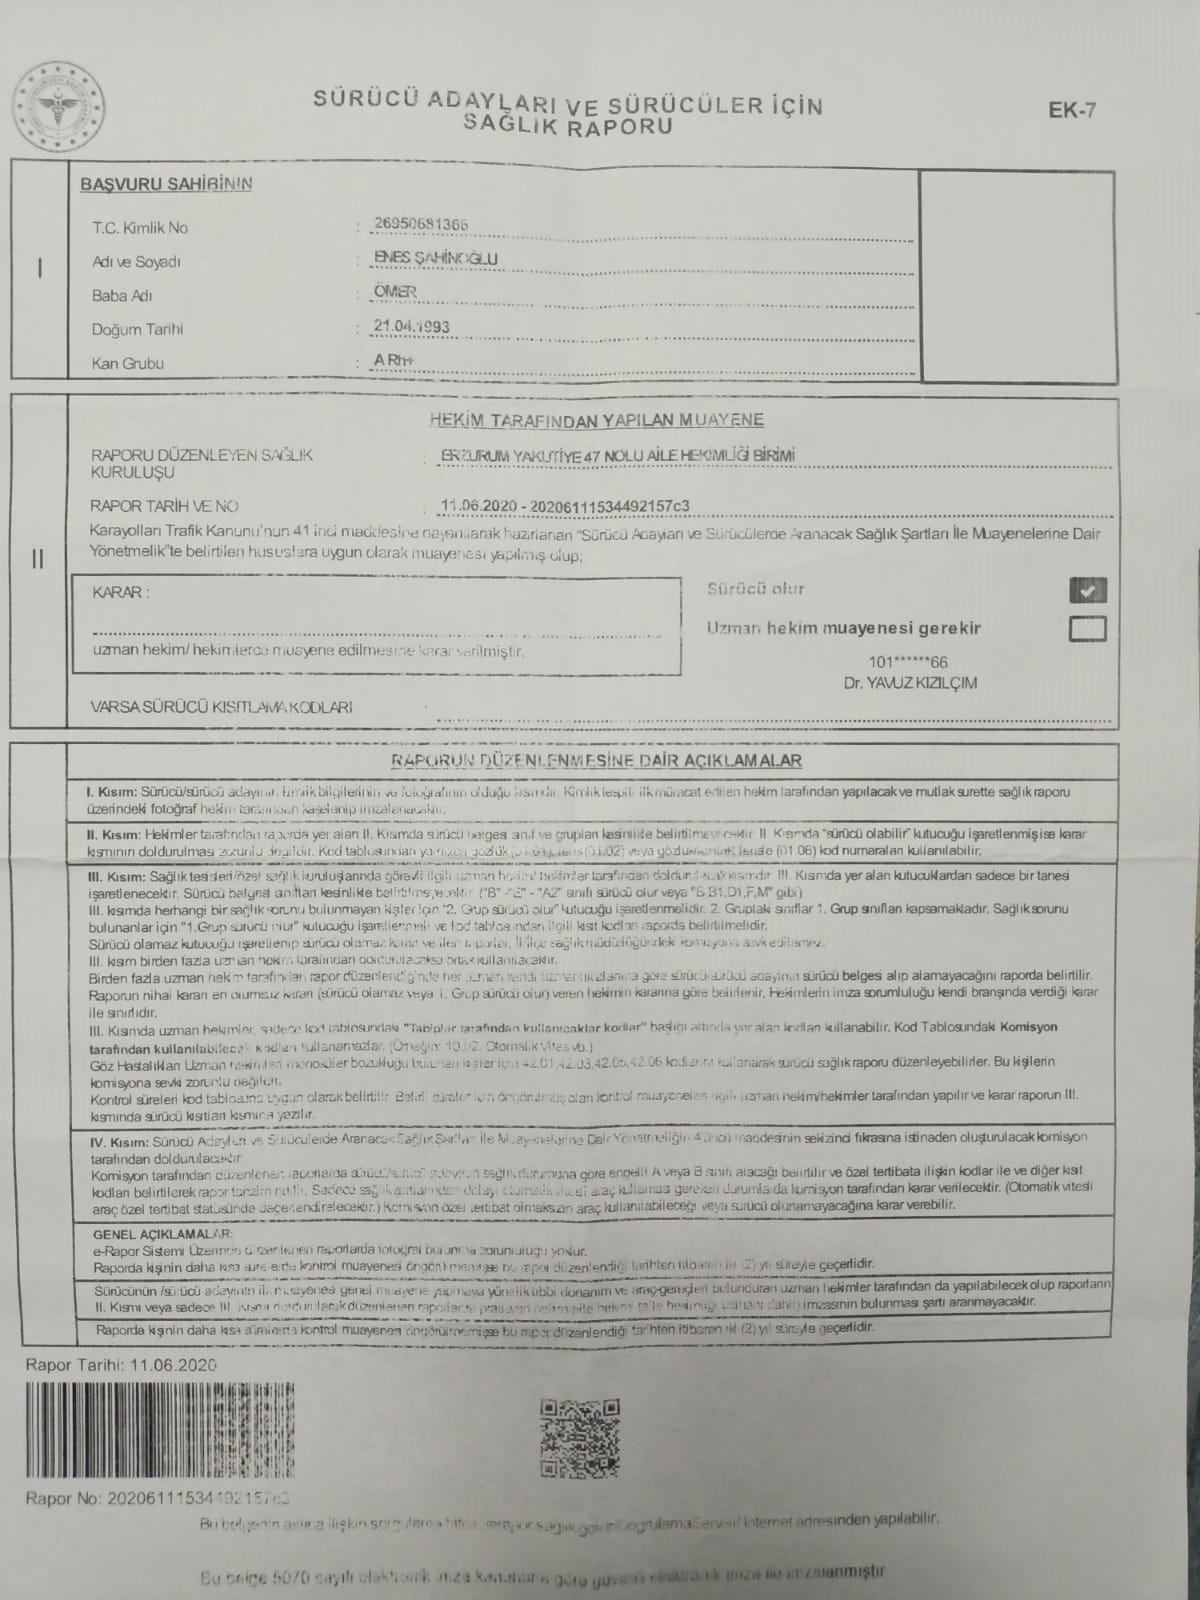 SÜRÜCÜ ADAYLARI VE SÜRÜCÜLER İÇİN
SAĞLIK RAPORU
EK-7
I
BAŞVURU SAHİBİNİN
T.C. Kimlik No : 26950681366
Adı ve Soyadı : ENES ŞAHİNOĞLU
Baba Adı : ÖMER
Doğum Tarihi : 21.04.1993
Kan Grubu : A Rh+
II
HEKİM TARAFINDAN YAPILAN MUAYENE
RAPORU DÜZENLEYEN SAĞLIK
KURULUŞU : ERZURUM YAKUTİYE 47 NOLU AİLE HEKİMLİĞİ BİRİMİ
RAPOR TARİH VE NO : 11.06.2020 - 20206111534492157c3
Karayolları Trafik Kanunu'nun 41 inci maddesine dayanılarak hazırlanan "Sürücü Adayları ve Sürücülerde Aranacak Sağlık Şartları İle Muayenelerine Dair
Yönetmelik"te belirtilen hususlara uygun olarak muayenesi yapılmış olup;
KARAR :
uzman hekim/ hekimlerce muayene edilmesine karar verilmiştir.
Sürücü olur
Uzman hekim muayenesi gerekir
101******66
Dr. YAVUZ KIZILÇIM
VARSA SÜRÜCÜ KISITLAMA KODLARI :
RAPORUN DÜZENLENMESİNE DAİR AÇIKLAMALAR
I. Kısım: Sürücü/sürücü adayının kimlik bilgilerinin ve fotoğrafının olduğu kısımdır. Kimlik tespiti ilk müracat edilen hekim tarafından yapılacak ve mutlak surette sağlık raporu
üzerindeki fotoğraf hekim tarafından kaşelenip imzalanacaktır.
II. Kısım: Hekimler tarafından raporda yer alan II. Kısımda sürücü belgesi sınıf ve grupları kesinlikle belirtilmeyecektir. II. Kısımda "sürücü olabilir" kutucuğu işaretlenmiş ise karar
kısmının doldurulması zorunlu değildir. Kod tablosundan yalnızca gözlük (01.01), lens (01.02) veya gözlük lensle (01.06) kod numaraları kullanılabilir.
III. Kısım: Sağlık tesisleri/özel sağlık kuruluşlarında görevli ilgili uzman hekim/ hekimler tarafından doldurulacak kısımdır. III. Kısımda yer alan kutucuklardan sadece bir tanesi
işaretlenecektir. Sürücü belgesi sınıfları kesinlikle belirtilmeyecektir ("B" -"E" - "A2" sınıfı sürücü olur veya "B,B1,D1,F,M" gibi)
III. kısımda herhangi bir sağlık sorunu bulunmayan kişiler için "2. Grup sürücü olur" kutucuğu işaretlenmelidir. 2. Gruptaki sınıflar 1. Grup sınıfları kapsamaktadır. Sağlık sorunu
bulunanlar için "1.Grup sürücü olur" kutucuğu işaretlenmeli ve kod tablosundan ilgili kısıt kodları raporda belirtilmelidir.
Sürücü olamaz kutucuğu işaretlenip sürücü olamaz kararı verilen raporlar, il/ilçe sağlık müdüğündeki komisyona sevk edilemez.
III. kısım birden fazla uzman hekim tarafından doldurulacaksa ortak kullanılacaktır.
Birden fazla uzman hekim tarafından rapor düzenlendiğinde her uzman kendi uzmanlık alanına göre sürücü/sürücü adayının sürücü belgesi alıp alamayacağını raporda belirtilir.
Raporun nihai kararı en olumsuz kararı (sürücü olamaz veya 1. Grup sürücü olur) veren hekimin kararına göre belirlenir. Hekimlerin imza sorumluluğu kendi branşında verdiği karar
ile sınırlıdır.
III. Kısımda uzman hekimler, sadece kod tablosundaki "Tabipler tarafından kullanıcaklar kodlar" başlığı altında yer alan kodları kullanabilir. Kod Tablosundaki Komisyon
tarafından kullanılabilecek kodları kullanamazlar. (Örneğin: 10.02. Otomatik Vites vb.)
Göz Hastalıkları Uzman hekimleri monoküler bozukluğu bulunan kişiler için 42.01,42.03,42.05,42.06 kodlarını kullanarak sürücü sağlık raporu düzenleyebilirler. Bu kişilerin
komisyona sevki zorunlu değildir.
Kontrol süreleri kod tablosuna uygun olarak belirtilir. Belirli süreler için öngörülmüş olan kontrol muayeneleri ilgili uzman hekim/hekimler tarafından yapılır ve karar raporun III.
kısmında sürücü kısıtları kısmına yazılır.
IV. Kısım: Sürücü Adayları ve Sürücülerde Aranacak Sağlık Şartları İle Muayenelerine Dair Yönetmeliğin 4 üncü maddesinin sekizinci fıkrasına istinaden oluşturulacak komisyon
tarafından doldurulacaktır
Komisyon tarafından düzenlenen raporlarda sağlık durumuna göre engelli A veya B sınıfı alacağı belirtilir ve özel tertibata ilişkin kodlar ile ve diğer kısıt
kodları belirtilerek rapor tanzim edilir. Sadece sağlık şartlarından dolayı otomatik vitesli araç kullanması gereken durumlarda komisyon tarafından karar verilecektir. (Otomatik vitesli
araç özel tertibat statüsünde değerlendirelecektir.) Komisyon özel tertibat olmaksızın araç kullanılabileceği veya sürücü olunamayacağına karar verebilir.
GENEL AÇIKLAMALAR:
e-Rapor Sistemi Üzerinde düzenlenen raporlarda fotoğraf bulunma zorunluluğu yoktur.
Raporda kişinin daha kısa sürelerde kontrol muayenesi öngörülmemişse bu rapor düzenlendiği tarihten itibaren iki (2) yıl süreyle geçerlidir.
Sürücünün /sürücü adayının ilk muayenesi genel muayene yapmaya yönelik tıbbi donanım ve araç-gereçleri bulunduran uzman hekimler tarafından da yapılabilecek olup raporların
II. Kısmı veya sadece III. kısmı doldurularak düzenlenen raporlarda pratisyen hekim/aile hekimi (aile hekimliği uzmanı dahil) imzasının bulunması şartı aranmayacaktır.
Raporda kişinin daha kısa sürelerde kontrol muayenesi öngörülmemişse bu rapor düzenlendiği tarihten itibaren iki (2) yıl süreyle geçerlidir.
Rapor Tarihi: 11.06.2020
Rapor No: 20206111534492157c3
Bu belgenin aslına ilişkin sorgulama İnternet adresinden yapılabilir.
Bu belge 5070 sayılı elektronik imza kanununa göre güvenli elektronik imza ile imzalanmıştır